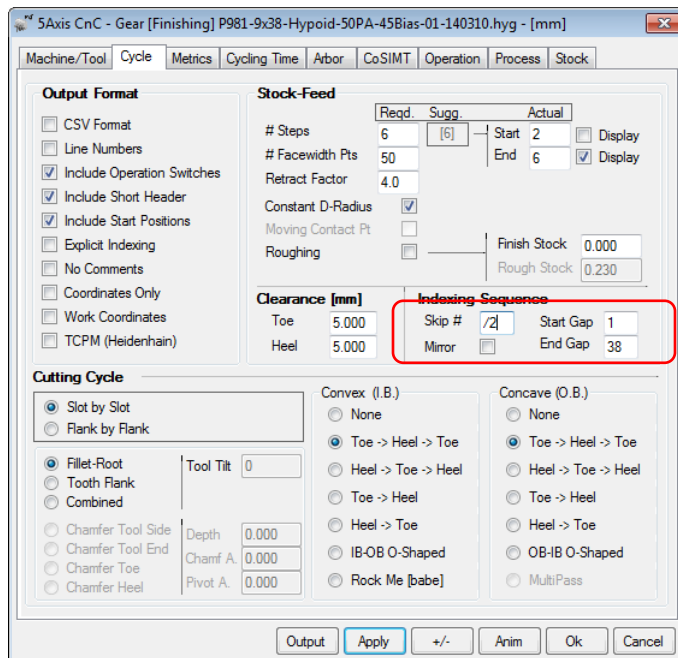 5Axis CnC - Gear [Finishing] P981-9x38-Hypoid-50PA-45Bias-01-140310.hyg - [mm]
Machine/Tool Cycle Metrics Cycling Time Arbor CoSIMT Operation Process Stock
Output Format
CSV Format
Line Numbers
Include Operation Switches
Include Short Header
Include Start Positions
Explicit Indexing
No Comments
Coordinates Only
Work Coordinates
TCPM (Heidenhain)
Stock-Feed
Reqd. Sugg. Actual
# Steps 6 [6] Start 2 Display
# Facewidth Pts 50 End 6 Display
Retract Factor 4.0
Constant D-Radius
Moving Contact Pt
Roughing Finish Stock 0.000
Rough Stock 0.230
Clearance [mm]
Toe 5.000
Heel 5.000
Indexing Sequence
Skip # /2 Start Gap 1
Mirror End Gap 38
Cutting Cycle
Slot by Slot
Flank by Flank
Fillet-Root Tool Tilt 0
Tooth Flank
Combined
Chamfer Tool Side Depth 0.000
Chamfer Tool End Chamf A. 0.000
Chamfer Toe Pivot A. 0.000
Chamfer Heel
Convex (I.B.)
None
Toe -> Heel -> Toe
Heel -> Toe -> Heel
Toe -> Heel
Heel -> Toe
IB-OB O-Shaped
Rock Me [babe]
Concave (O.B.)
None
Toe -> Heel -> Toe
Heel -> Toe -> Heel
Toe -> Heel
Heel -> Toe
OB-IB O-Shaped
MultiPass
Output Apply +/- Anim Ok Cancel